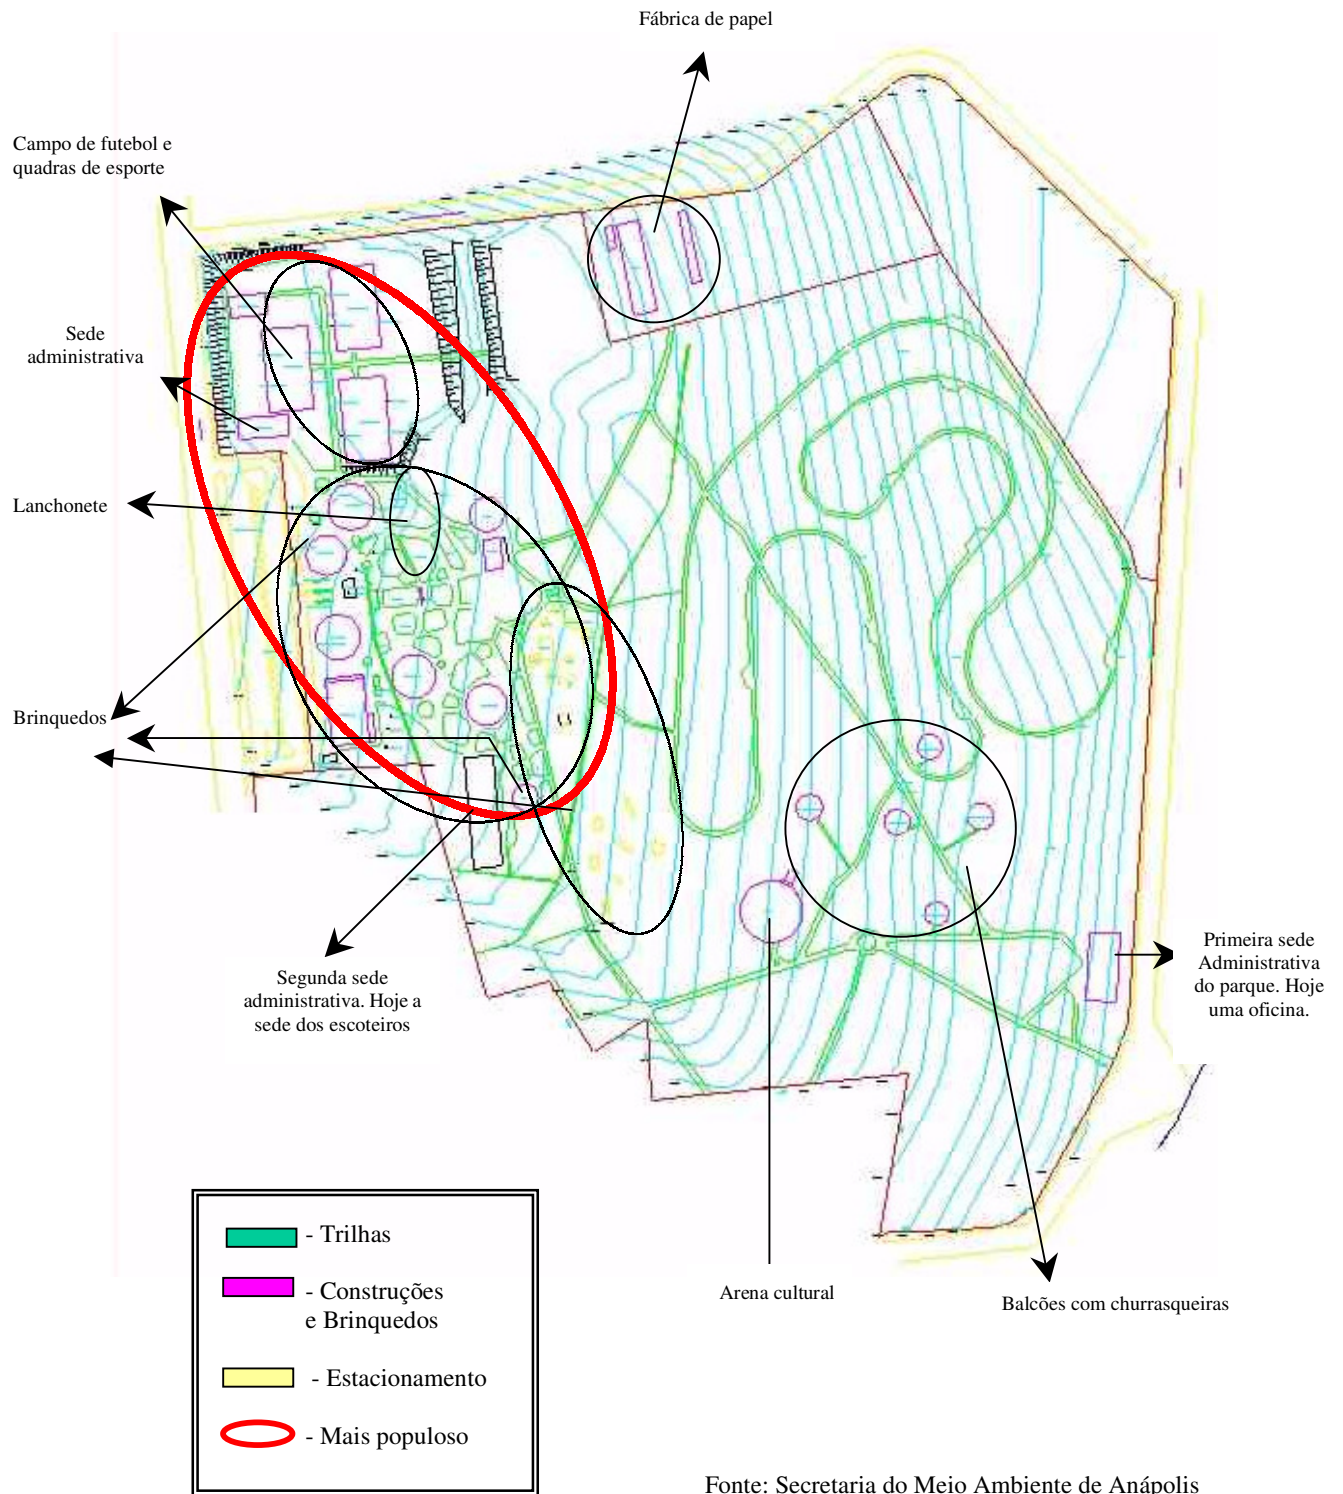 Fábrica de papel
Campo de futebol e
quadras de esporte
Sede
administrativa
Lanchonete
Brinquedos
Segunda sede
administrativa. Hoje a
sede dos escoteiros
Primeira sede
Administrativa
do parque. Hoje
uma oficina.
Arena cultural
Balcões com churrasqueiras
- Trilhas
- Construções
e Brinquedos
- Estacionamento
- Mais populoso
Fonte: Secretaria do Meio Ambiente de Anápolis